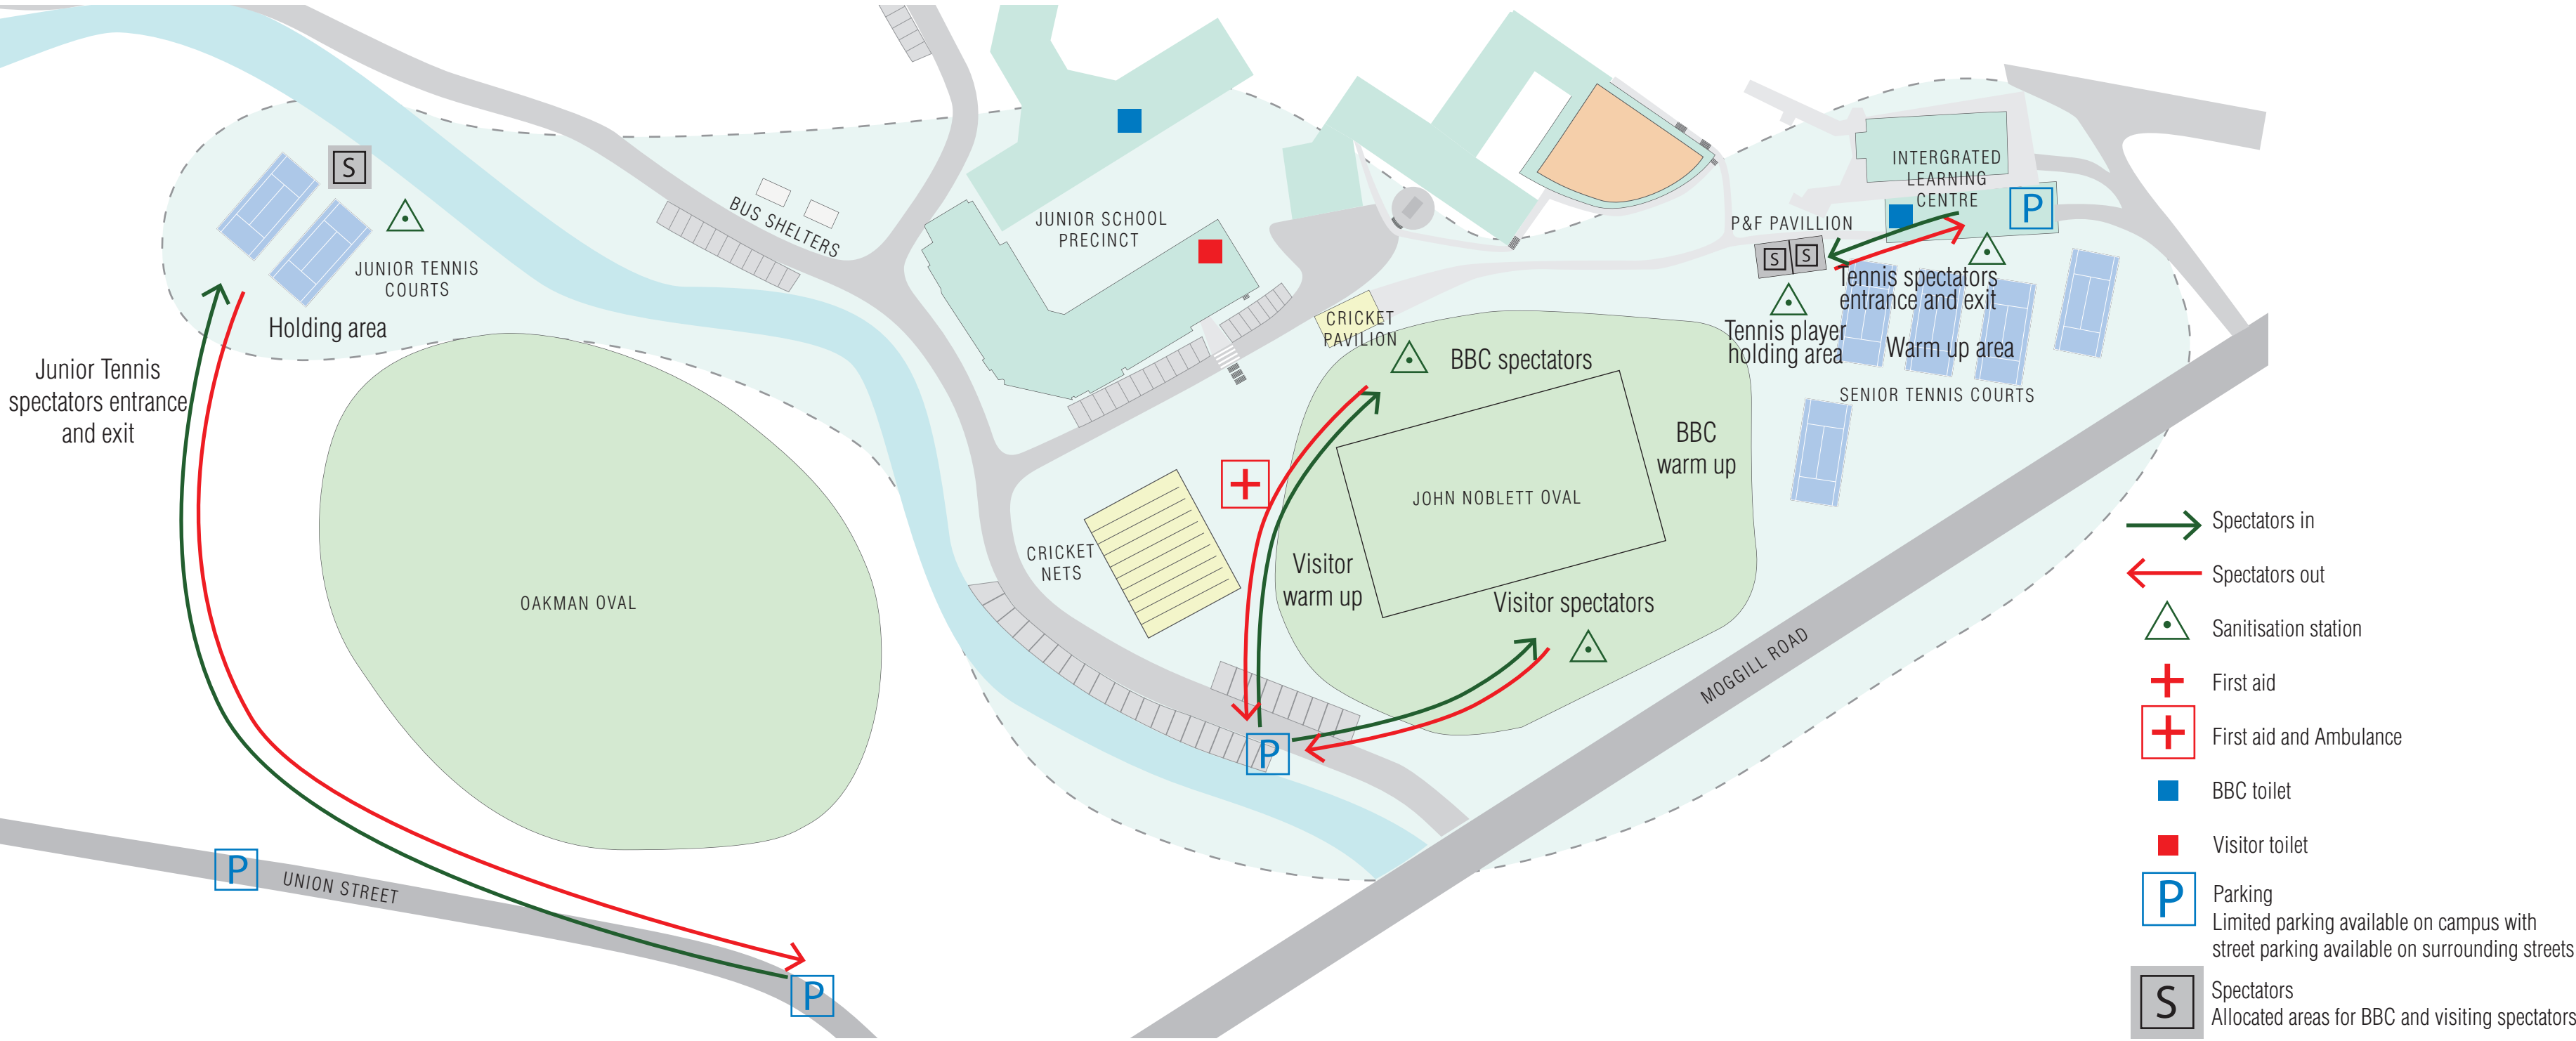 S
JUNIOR TENNIS
COURTS
Holding area
Junior Tennis
spectators entrance
and exit
OAKMAN OVAL
P
UNION STREET
P
BUS SHELTERS
JUNIOR SCHOOL
PRECINCT
CRICKET
PAVILION
BBC spectators
CRICKET
NETS
JOHN NOBLETT OVAL
BBC
warm up
Visitor
warm up
Visitor spectators
P
MOGGILL ROAD
INTERGRATED
LEARNING
CENTRE
P
P&F PAVILLION
S S
Tennis spectators
entrance and exit
Tennis player
holding area
Warm up area
SENIOR TENNIS COURTS
Spectators in
Spectators out
Sanitisation station
First aid
First aid and Ambulance
BBC toilet
Visitor toilet
P
Parking
Limited parking available on campus with
street parking available on surrounding streets
S
Spectators
Allocated areas for BBC and visiting spectators